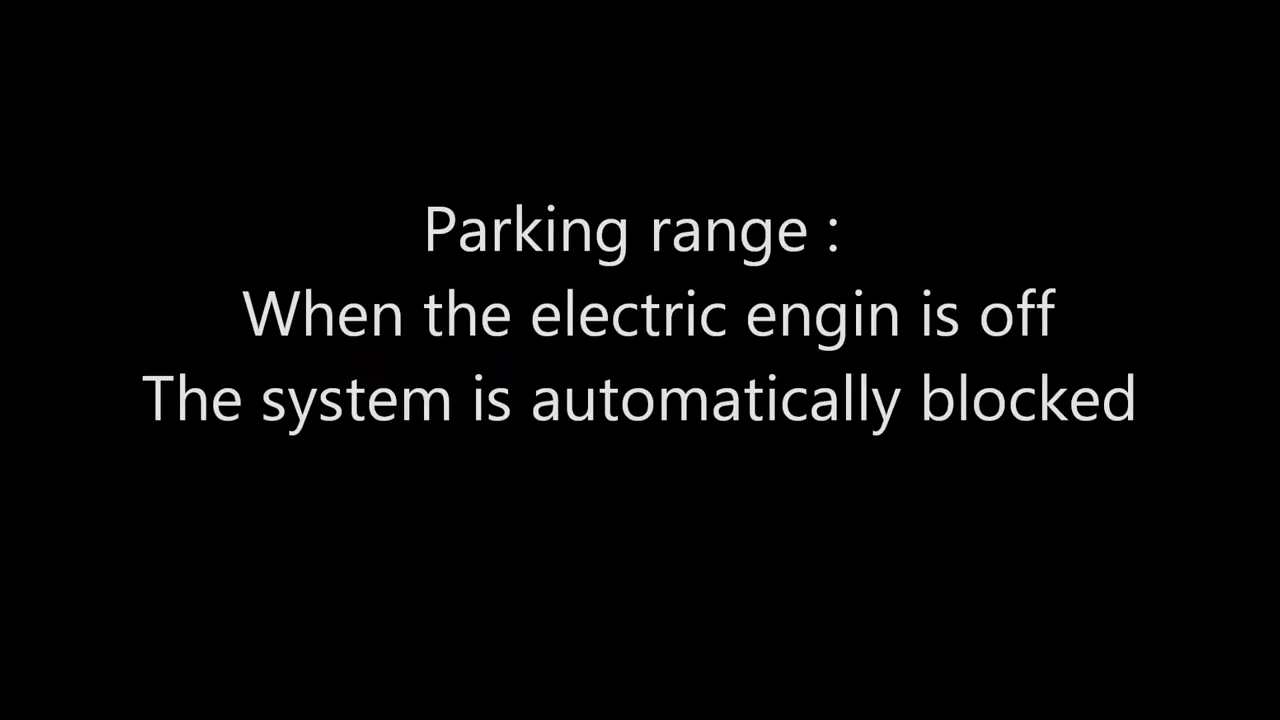 Parking range :
When the electric engin is off
The system is automatically blocked